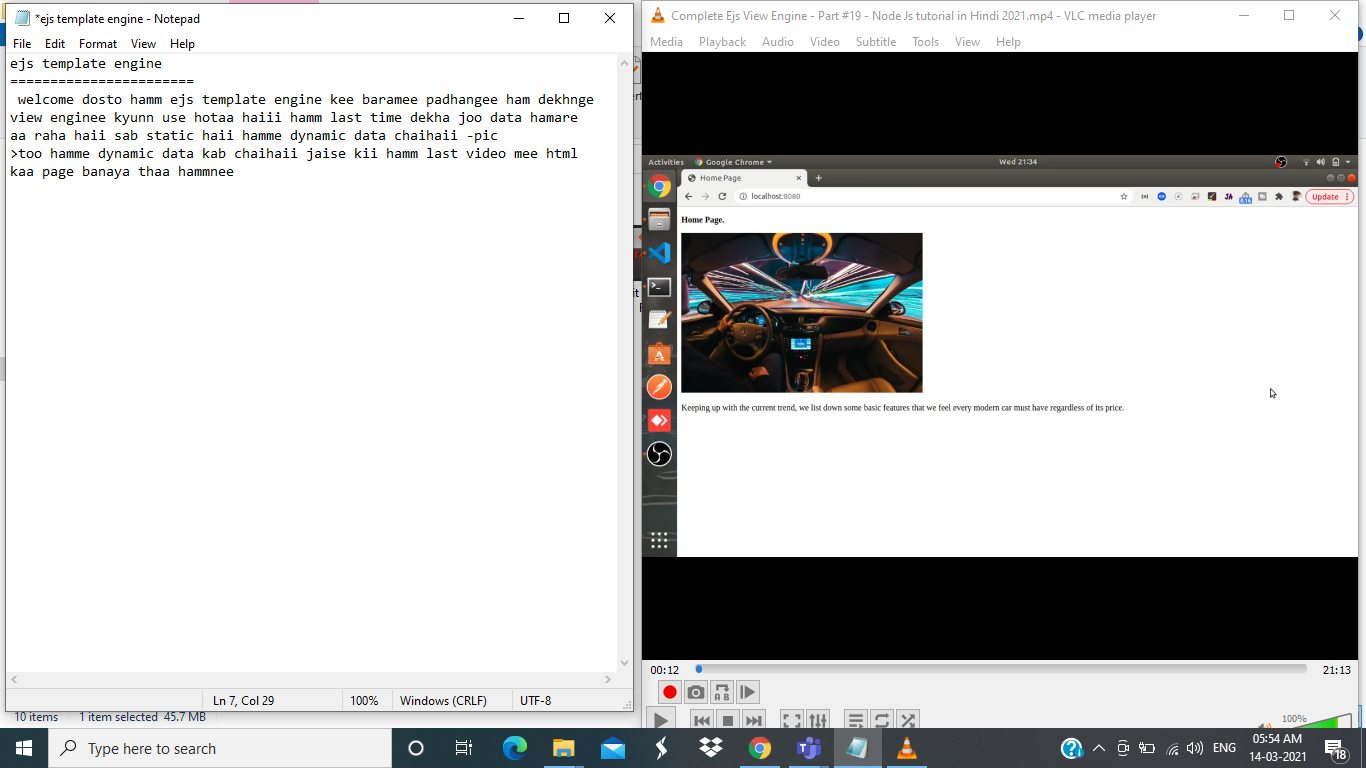 *ejs template engine - Notepad
File Edit Format View Help
ejs template engine
=======================
welcome dosto hamm ejs template engine kee baramee padhangee ham dekhnge
view enginee kyunn use hotaa haiii hamm last time dekha joo data hamare
aa raha haii sab static haii hamme dynamic data chaihaii -pic
>too hamme dynamic data kab chaihaii jaise kii hamm last video mee html
kaa page banaya thaa hammnee
Ln 7, Col 29 100% Windows (CRLF) UTF-8
10 items 1 item selected 45.7 MB
Complete Ejs View Engine - Part #19 - Node Js tutorial in Hindi 2021.mp4 - VLC media player
Media Playback Audio Video Subtitle Tools View Help
Activities Google Chrome Wed 21:34
Home Page
localhost:8080 Update
Home Page.
Keeping up with the current trend, we list down some basic features that we feel every modern car must have regardless of its price.
00:12 21:13
100%
Type here to search
ENG 05:54 AM
14-03-2021
18